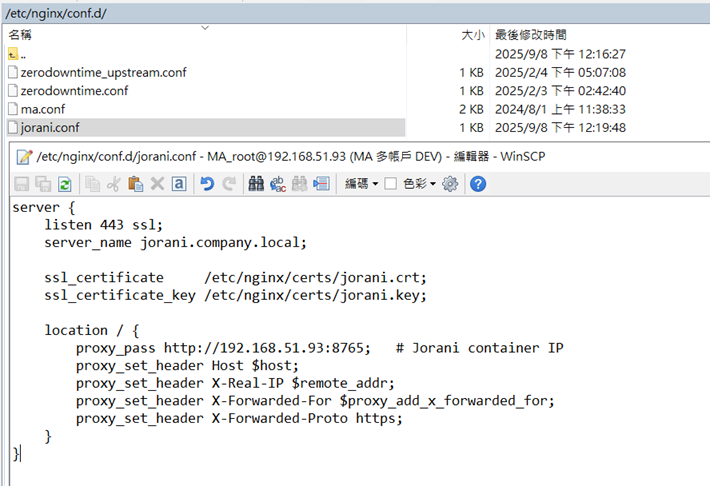 /etc/nginx/conf.d/
名稱 大小 最後修改時間
.. 2025/9/8 下午 12:16:27
zerodowntime_upstream.conf 1 KB 2025/2/4 下午 05:07:08
zerodowntime.conf 1 KB 2025/2/3 下午 02:42:40
ma.conf 2 KB 2024/8/1 上午 11:38:33
jorani.conf 1 KB 2025/9/8 下午 12:19:48
/etc/nginx/conf.d/jorani.conf - MA_root@192.168.51.93 (MA 多帳戶 DEV) - 編輯器 - WinSCP
編碼 色彩
server {
    listen 443 ssl;
    server_name jorani.company.local;

    ssl_certificate     /etc/nginx/certs/jorani.crt;
    ssl_certificate_key /etc/nginx/certs/jorani.key;

    location / {
        proxy_pass http://192.168.51.93:8765;   # Jorani container IP
        proxy_set_header Host $host;
        proxy_set_header X-Real-IP $remote_addr;
        proxy_set_header X-Forwarded-For $proxy_add_x_forwarded_for;
        proxy_set_header X-Forwarded-Proto https;
    }
}